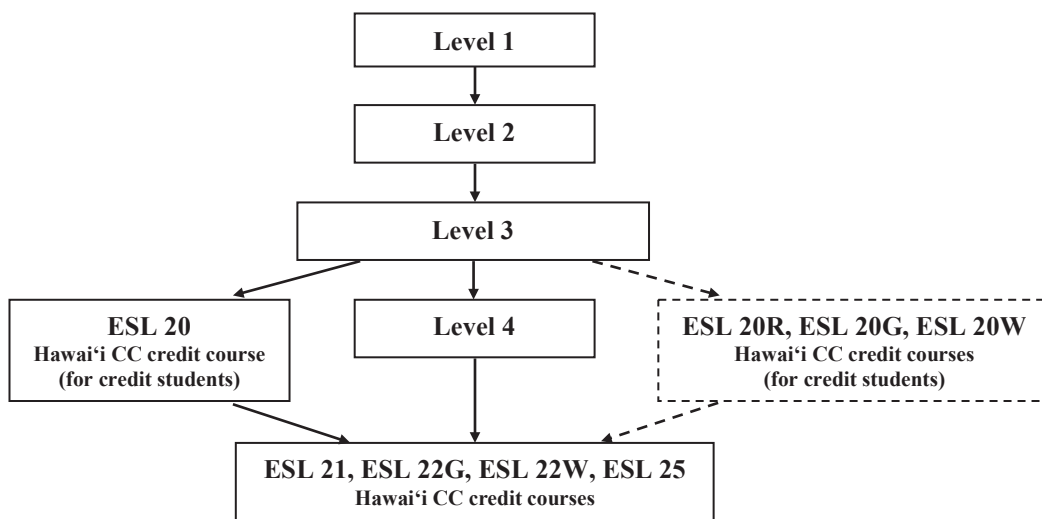 Level 1
Level 2
Level 3
ESL 20
Hawai‘i CC credit course
(for credit students)
Level 4
ESL 20R, ESL 20G, ESL 20W
Hawai‘i CC credit courses
(for credit students)
ESL 21, ESL 22G, ESL 22W, ESL 25
Hawai‘i CC credit courses